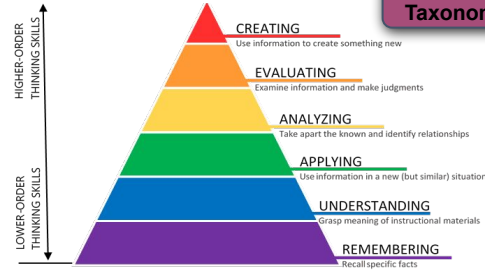 Taxonom
CREATING
Use information to create something new
EVALUATING
Examine information and make judgments
ANALYZING
Take apart the known and identify relationships
APPLYING
Use information in a new (but similar) situation
UNDERSTANDING
Grasp meaning of instructional materials
REMEMBERING
Recall specific facts
HIGHER-ORDER
THINKING SKILLS
LOWER-ORDER
THINKING SKILLS